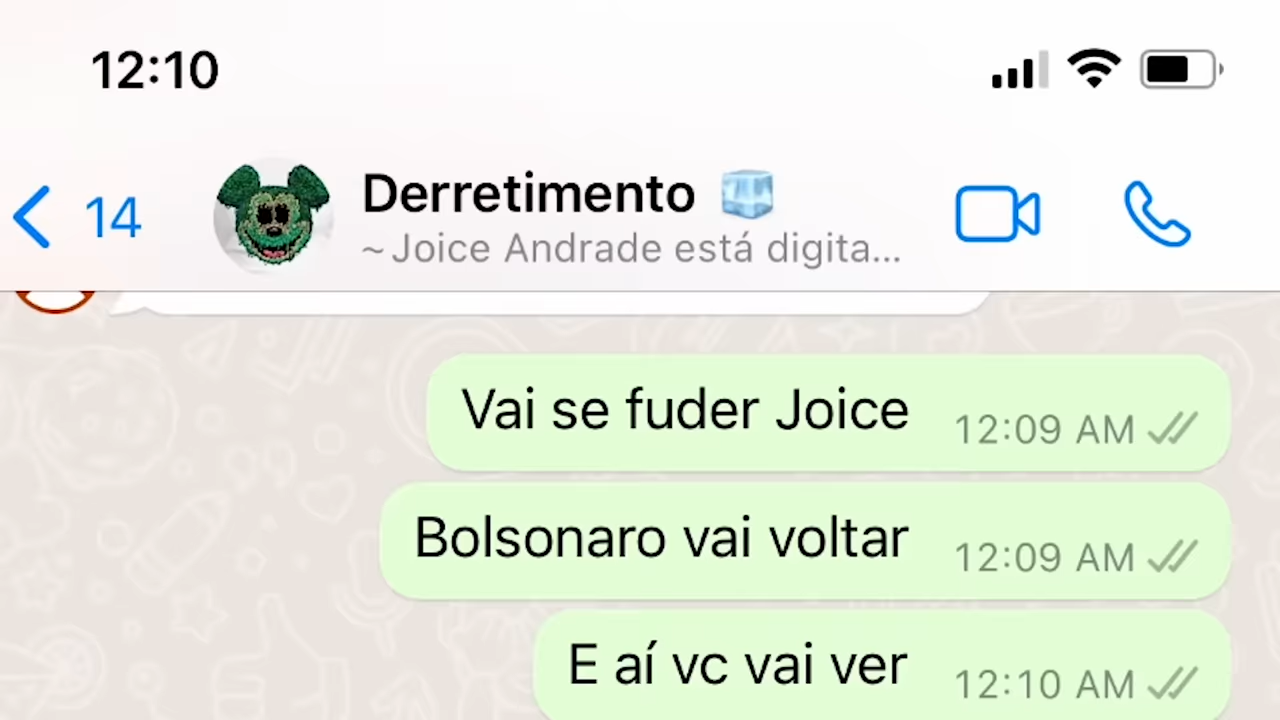 12:10
14
Derretimento 🧊
~ Joice Andrade está digita...
Vai se fuder Joice 12:09 AM
Bolsonaro vai voltar 12:09 AM
E aí vc vai ver 12:10 AM